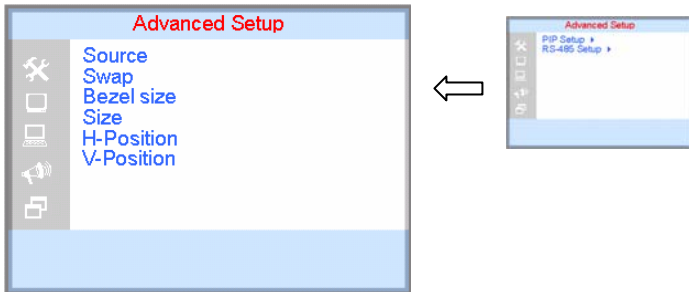 Advanced Setup
Source
Swap
Bezel size
Size
H-Position
V-Position
Advanced Setup
PIP Setup
RS-485 Setup